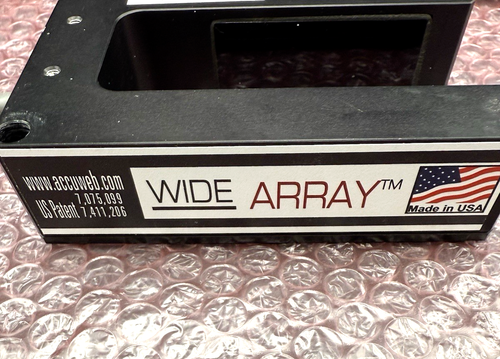 www.accuweb.com
7,075,099
US Patent. 7,411,206
WIDE ARRAY™
Made in USA